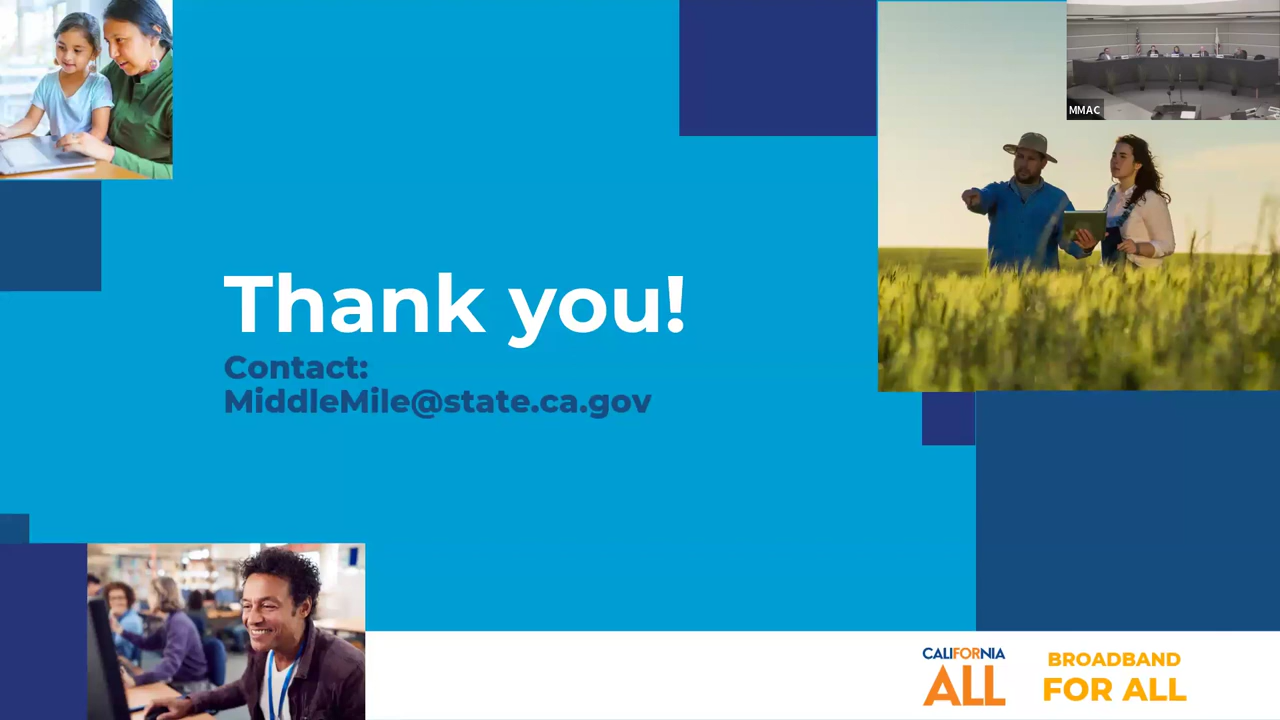 MMAC
Thank you!
Contact:
MiddleMile@state.ca.gov
CALIFORNIA
ALL
BROADBAND
FOR ALL